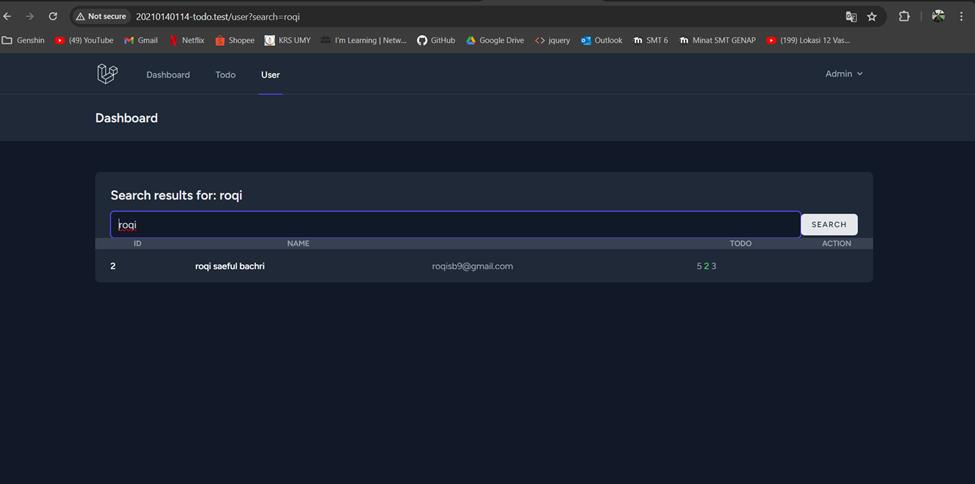 Not secure 20210140114-todo.test/user?search=roqi
Genshin (49) YouTube Gmail Netflix Shopee KRS UMY I'm Learning | Netw... GitHub Google Drive jquery Outlook SMT 6 Minat SMT GENAP (199) Lokasi 12 Vas...
Dashboard Todo User Admin
Dashboard
Search results for: roqi
roqi SEARCH
ID NAME TODO ACTION
2 roqi saeful bachri roqisb9@gmail.com 5 2 3